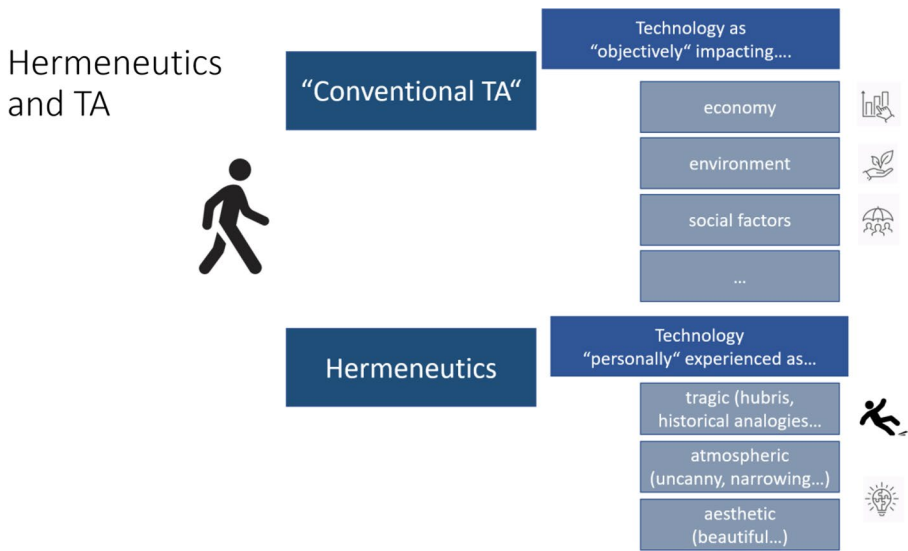 Hermeneutics
and TA
“Conventional TA“
Technology as
“objectively“ impacting….
economy
environment
social factors
…
Hermeneutics
Technology
“personally“ experienced as…
tragic (hubris,
historical analogies…
atmospheric
(uncanny, narrowing…)
aesthetic
(beautiful…)